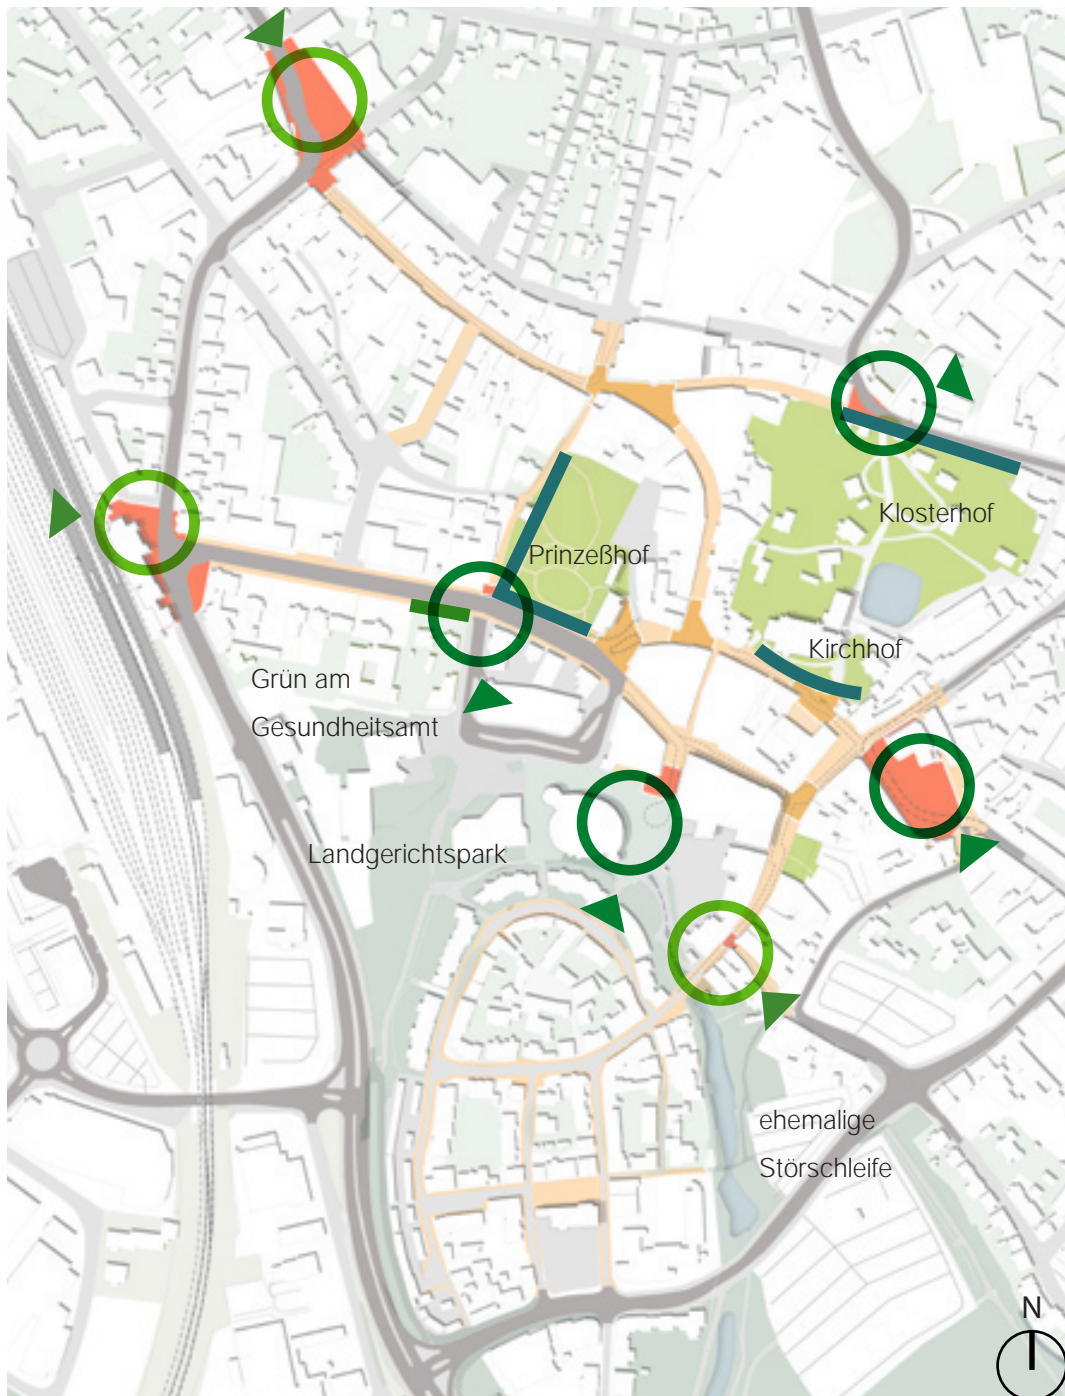 Klosterhof
Prinzeßhof
Kirchhof
Grün am
Gesundheitsamt
Landgerichtspark
ehemalige
Störschleife
N